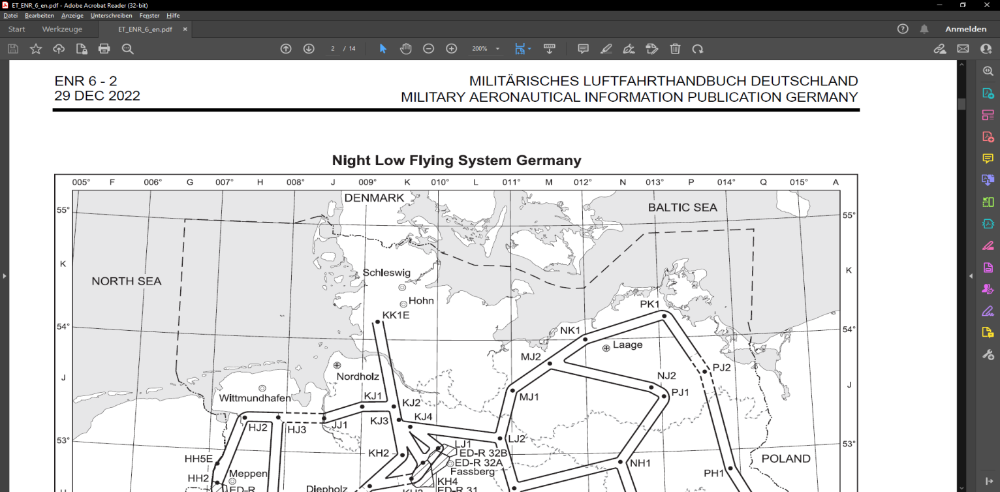 ET_ENR_6_en.pdf - Adobe Acrobat Reader (32-bit)
Datei Bearbeiten Anzeige Unterschreiben Fenster Hilfe
Start Werkzeuge ET_ENR_6_en.pdf × Anmelden
2 / 14 200%
ENR 6 - 2 MILITÄRISCHES LUFTFAHRTHANDBUCH DEUTSCHLAND
29 DEC 2022 MILITARY AERONAUTICAL INFORMATION PUBLICATION GERMANY
Night Low Flying System Germany
005° F 006° G 007° H 008° J 009° K 010° L 011° M 012° N 013° P 014° Q 015° A
DENMARK
BALTIC SEA
55° 55°
K K
Schleswig
NORTH SEA
Hohn
PK1
KK1E
54° 54°
NK1
Laage
MJ2
PJ2
Nordholz
NJ2
J J
PJ1
Wittmundhafen
KJ1
MJ1
KJ2
KJ3 KJ4
HJ2 HJ3 JJ1
LJ2
53° 53°
LJ1
KH2
ED-R 32B
HH5E
ED-R 32A
NH1
POLAND
Fassberg
Meppen
PH1
HH2
KH4
ED-R
Diepholz
KH3
ED-R 31
H